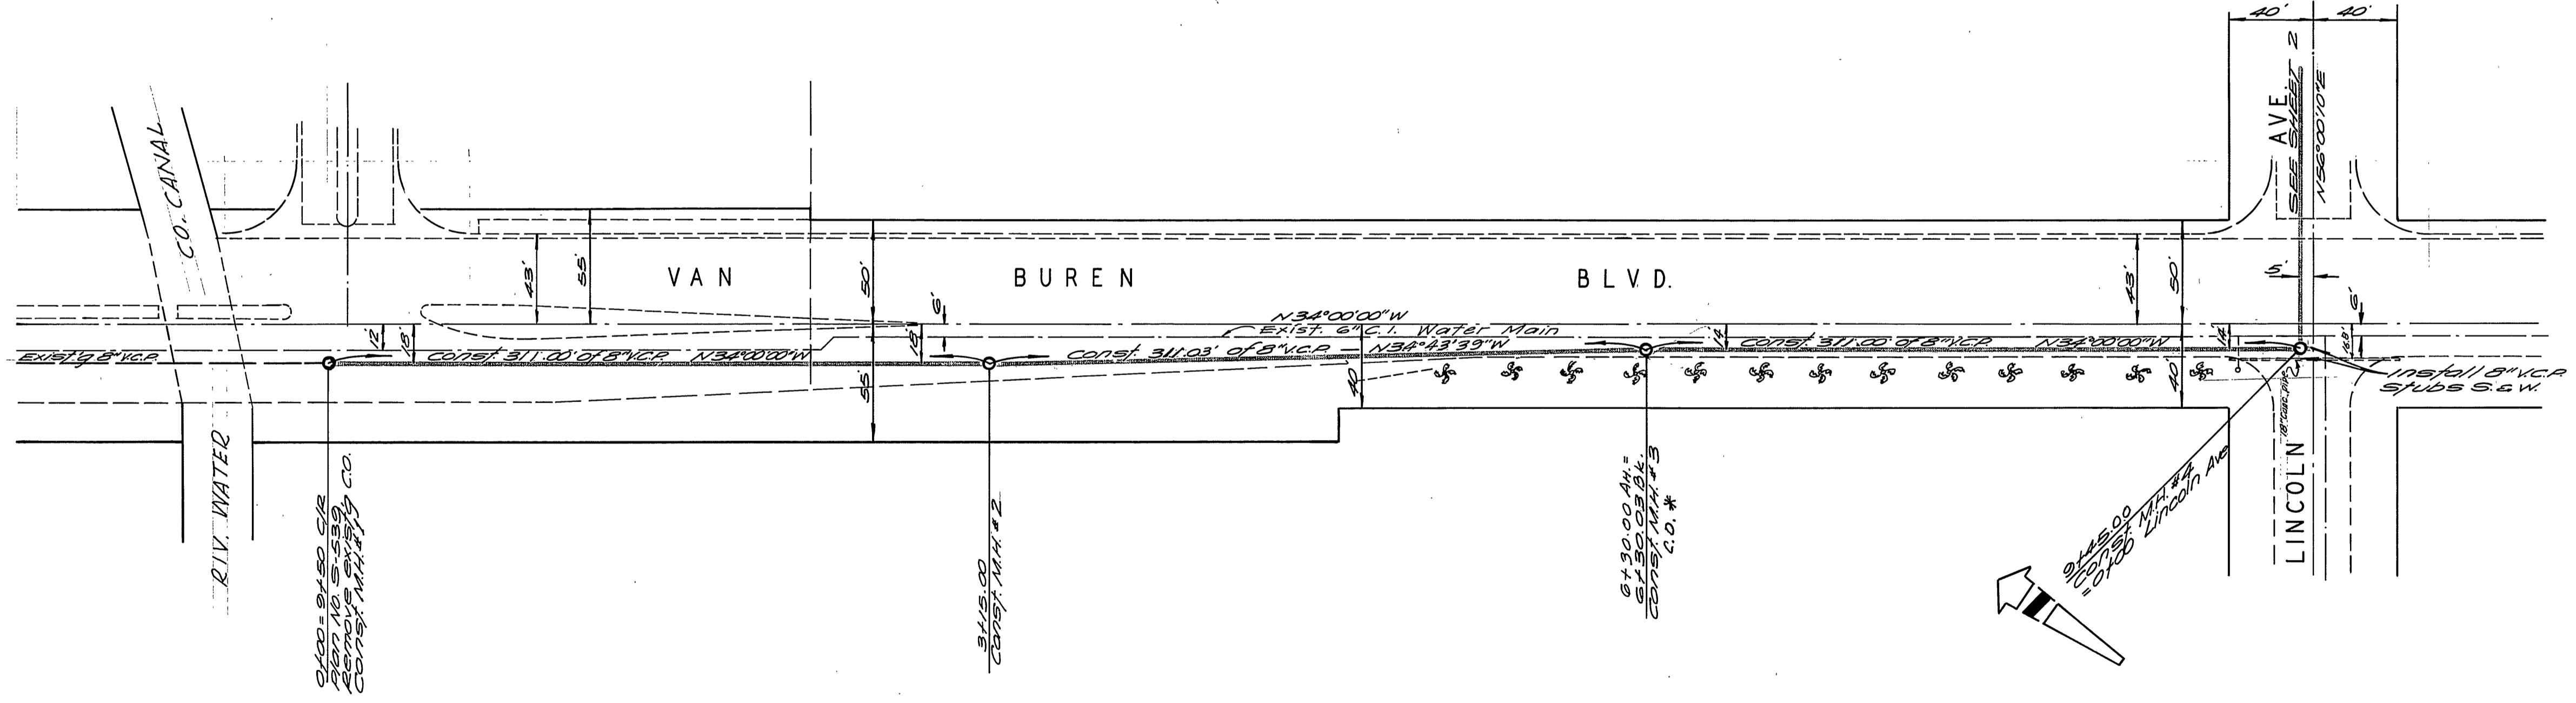 40' 40'
AVE.
SEE SHEET 2
N56°00'10"E
CO. CANAL
RIV. WATER
VAN BUREN BLVD.
43'
55'
50'
6'
43'
50'
5'
6'
N34°00'00"W
Exist. 6" C.I. Water Main
12'
18'
18'
14'
14'
16.8'
Exist'g 8" V.C.P.
Const. 311.00' of 8" V.C.P. N34°00'00"W
Const. 311.03' of 8" V.C.P. - N34°43'39"W
Const. 311.00' of 8" V.C.P. N34°00'00"W
55'
40'
40'
Install 8" V.C.P.
Stubs S. & W.
LINCOLN
0+00 = 9+50 C/R
Plan No. S-539
Remove exist'g C.O.
Const. M.H. #1
3+15.00
Const. M.H. # 2
6+30.00 AH. =
6+30.03 BK.
Const. M.H. # 3
C.O. *
9+45.00
Const. M.H. #4
= 0+00 Lincoln Ave